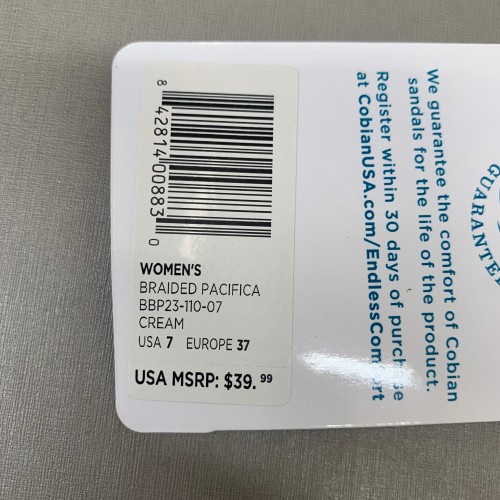 8 42814 00883 0
WOMEN'S
BRAIDED PACIFICA
BBP23-110-07
CREAM
USA 7 EUROPE 37
USA MSRP: $39.99
We guarantee the comfort of Cobian
sandals for the life of the product.
Register within 30 days of purchase
at CobianUSA.com/EndlessComfort
GUARANTEE